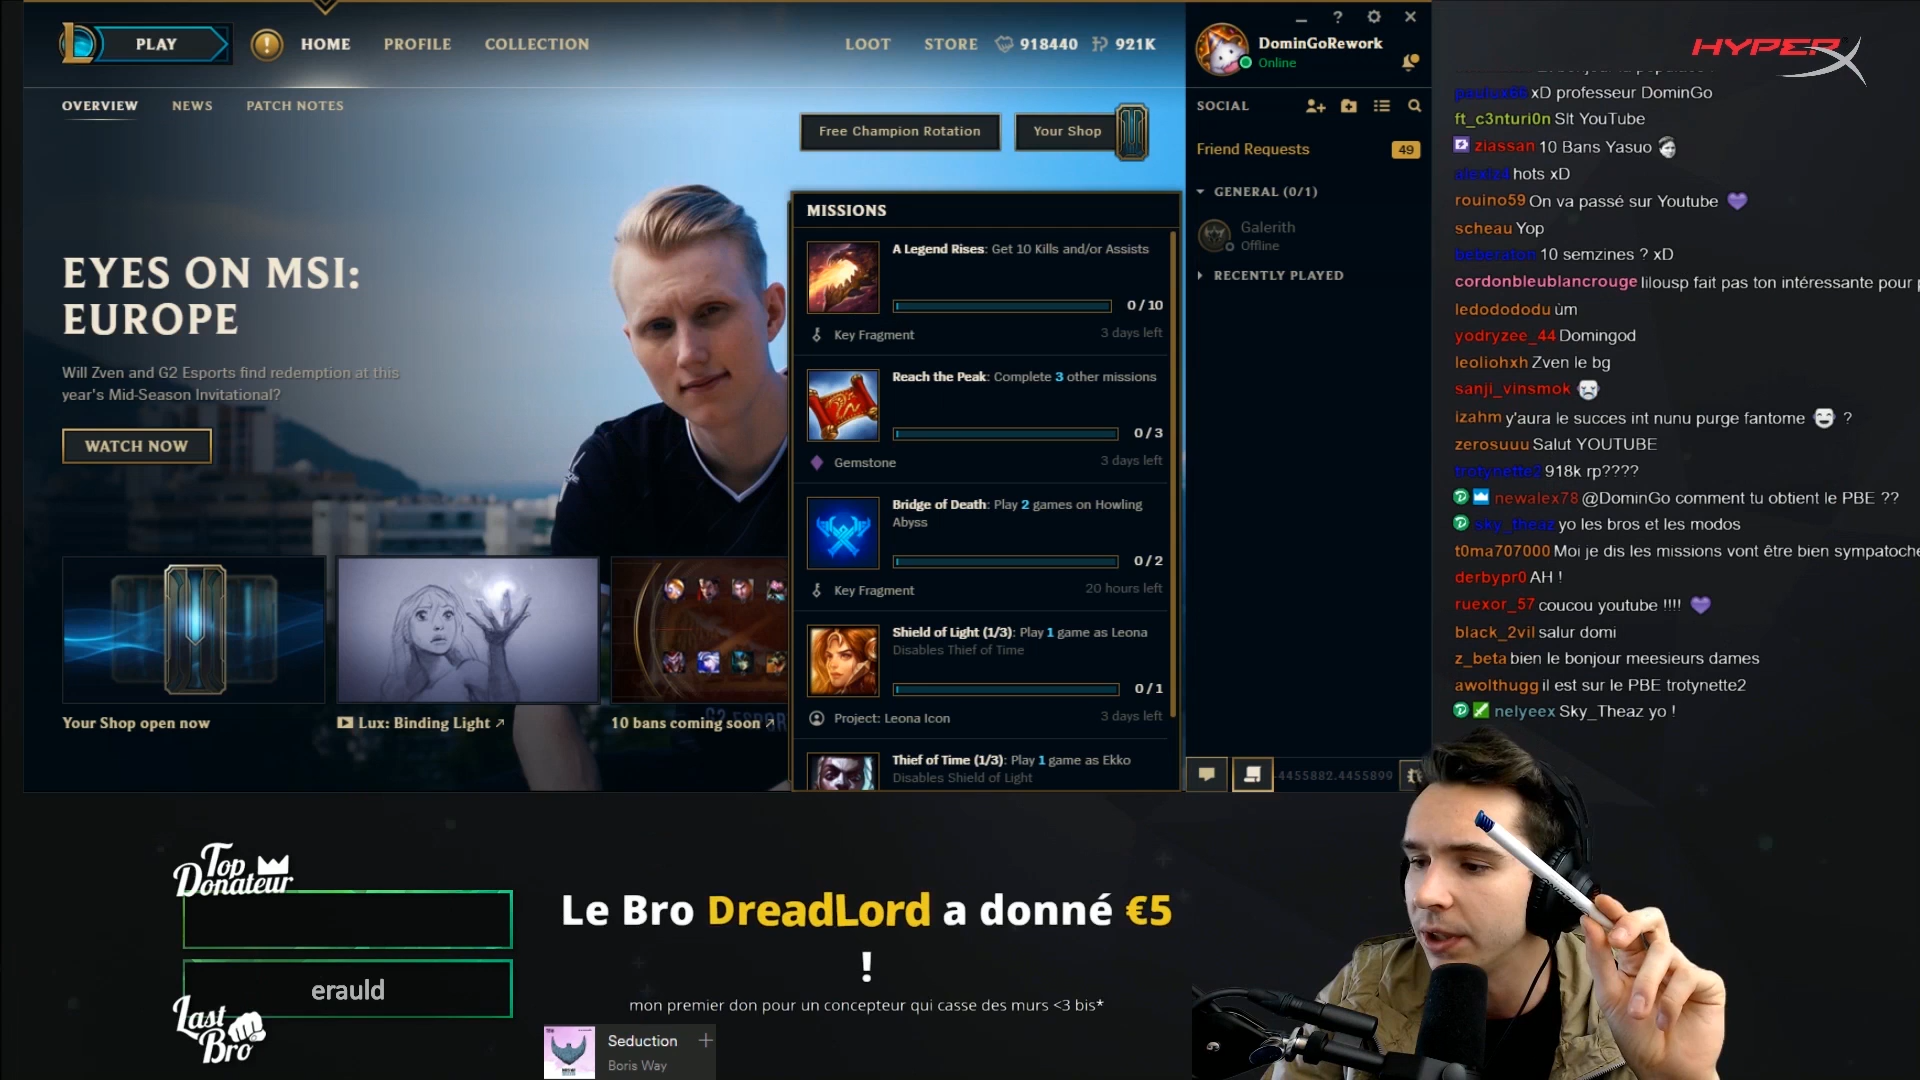 PLAY
HOME
PROFILE
COLLECTION
LOOT
STORE
918440
921K
OVERVIEW
NEWS
PATCH NOTES
Free Champion Rotation
Your Shop
EYES ON MSI:
EUROPE
Will Zven and G2 Esports find redemption at this
year's Mid-Season Invitational?
WATCH NOW
Your Shop open now
Lux: Binding Light
10 bans coming soon
MISSIONS
A Legend Rises: Get 10 Kills and/or Assists
0 / 10
Key Fragment
3 days left
Reach the Peak: Complete 3 other missions
0 / 3
Gemstone
3 days left
Bridge of Death: Play 2 games on Howling
Abyss
0 / 2
Key Fragment
20 hours left
Shield of Light (1/3): Play 1 game as Leona
Disables Thief of Time
0 / 1
Project: Leona Icon
3 days left
Thief of Time (1/3): Play 1 game as Ekko
Disables Shield of Light
?
DominGoRework
Online
SOCIAL
Friend Requests
49
GENERAL (0/1)
Galerith
Offline
RECENTLY PLAYED
4455882.4455899
HYPERX
xD professeur DominGo
ft_c3nturi0n Slt YouTube
ziassan 10 Bans Yasuo
hots xD
rouino59 On va passé sur Youtube
scheau Yop
beberaton 10 semzines ? xD
cordonbleublancrouge lilousp fait pas ton intéressante pour
ledodododu ùm
yodryzee_44 Domingod
leoliohxh Zven le bg
sanji_vinsmok
izahm y'aura le succes int nunu purge fantome ?
zerosuuu Salut YOUTUBE
trotynette2 918k rp????
newalex78 @DominGo comment tu obtient le PBE ??
sky_theaz yo les bros et les modos
t0ma707000 Moi je dis les missions vont être bien sympatoche
derbypr0 AH !
ruexor_57 coucou youtube !!!!
black_2vil salur domi
z_beta bien le bonjour meesieurs dames
awolthugg il est sur le PBE trotynette2
nelyeex Sky_Theaz yo !
Top
Donateur
erauld
Last
Bro
Le Bro DreadLord a donné €5
!
mon premier don pour un concepteur qui casse des murs <3 bis*
Seduction
Boris Way